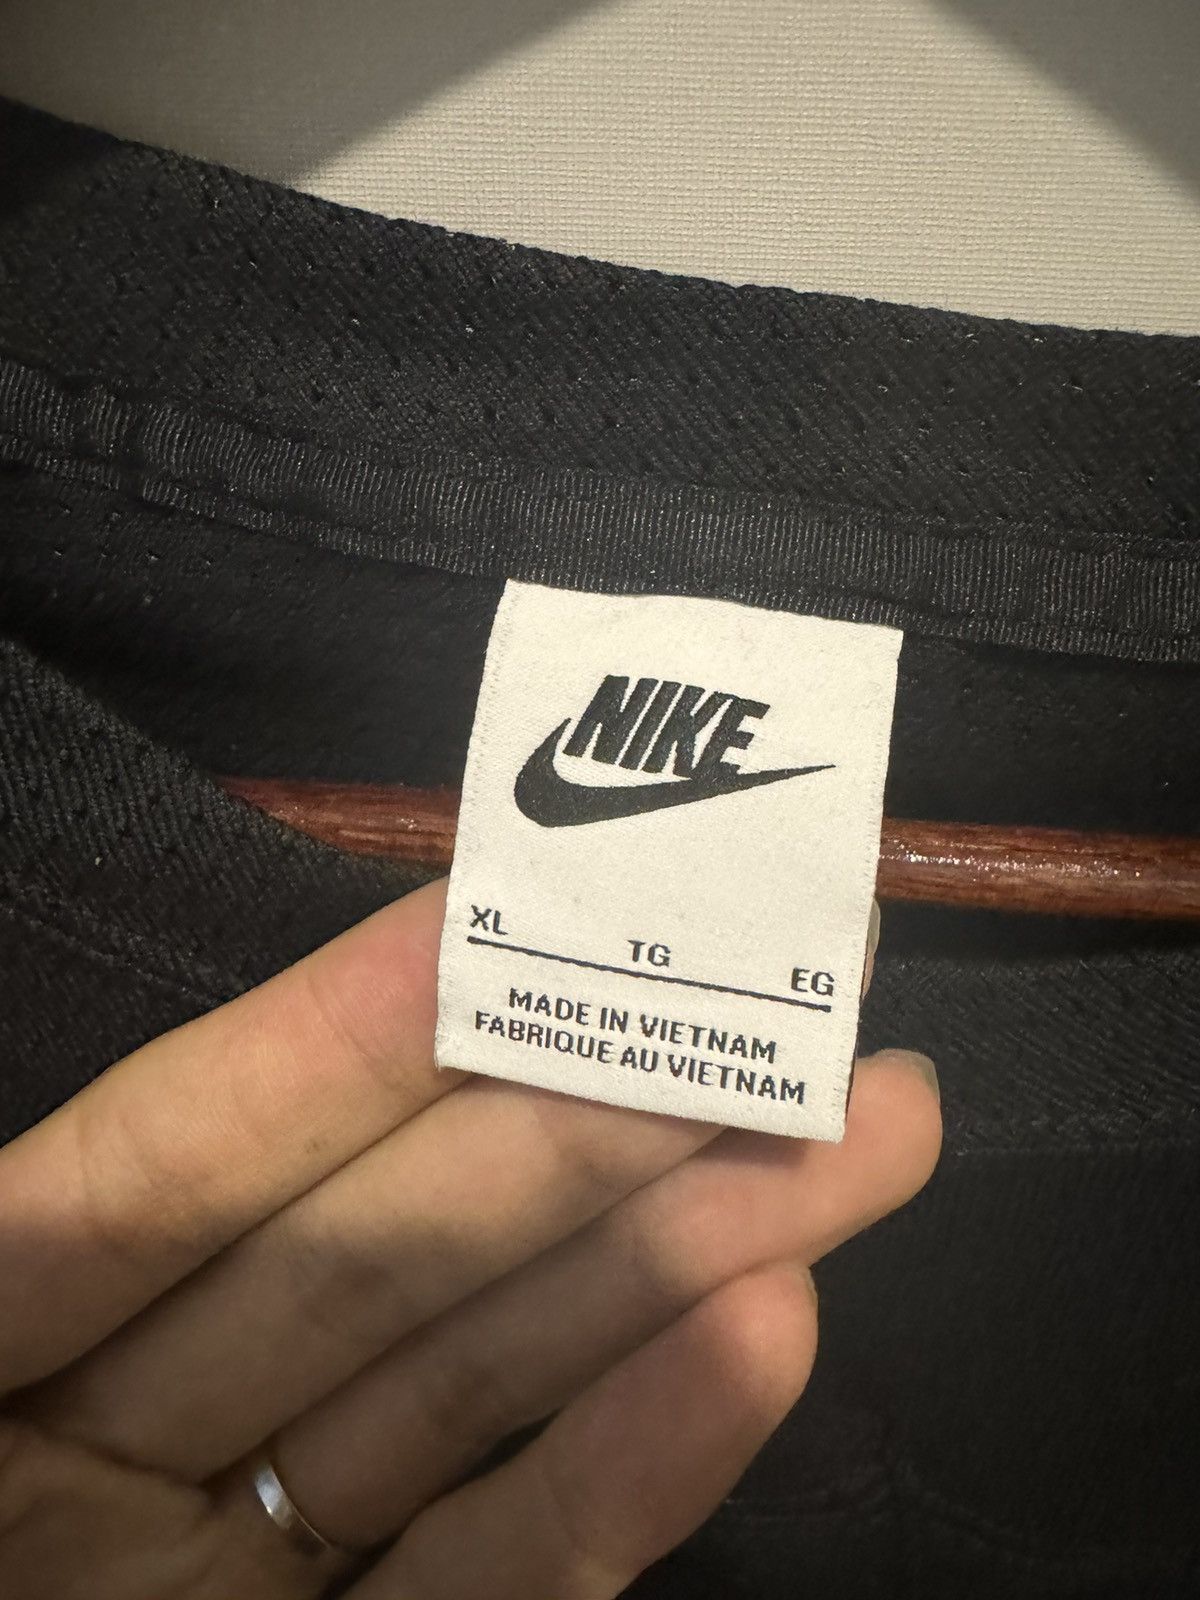 NIKE
XL TG EG
MADE IN VIETNAM
FABRIQUE AU VIETNAM